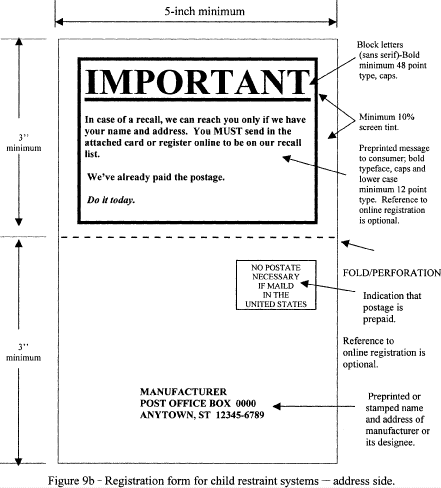 5-inch minimum
Block letters
(sans serif)-Bold
minimum 48 point
type, caps.
IMPORTANT
3''
minimum
In case of a recall, we can reach you only if we have
your name and address. You MUST send in the
attached card or register online to be on our recall
list.
We've already paid the postage.
Do it today.
Minimum 10%
screen tint.
Preprinted message
to consumer; bold
typeface, caps and
lower case
minimum 12 point
type. Reference to
online registration
is optional.
FOLD/PERFORATION
NO POSTATE
NECESSARY
IF MAILD
IN THE
UNITED STATES
Indication that
postage is
prepaid.
3''
minimum
Reference to
online registration is
optional.
MANUFACTURER
POST OFFICE BOX 0000
ANYTOWN, ST 12345-6789
Preprinted or
stamped name
and address of
manufacturer or
its designee.
Figure 9b - Registration form for child restraint systems — address side.